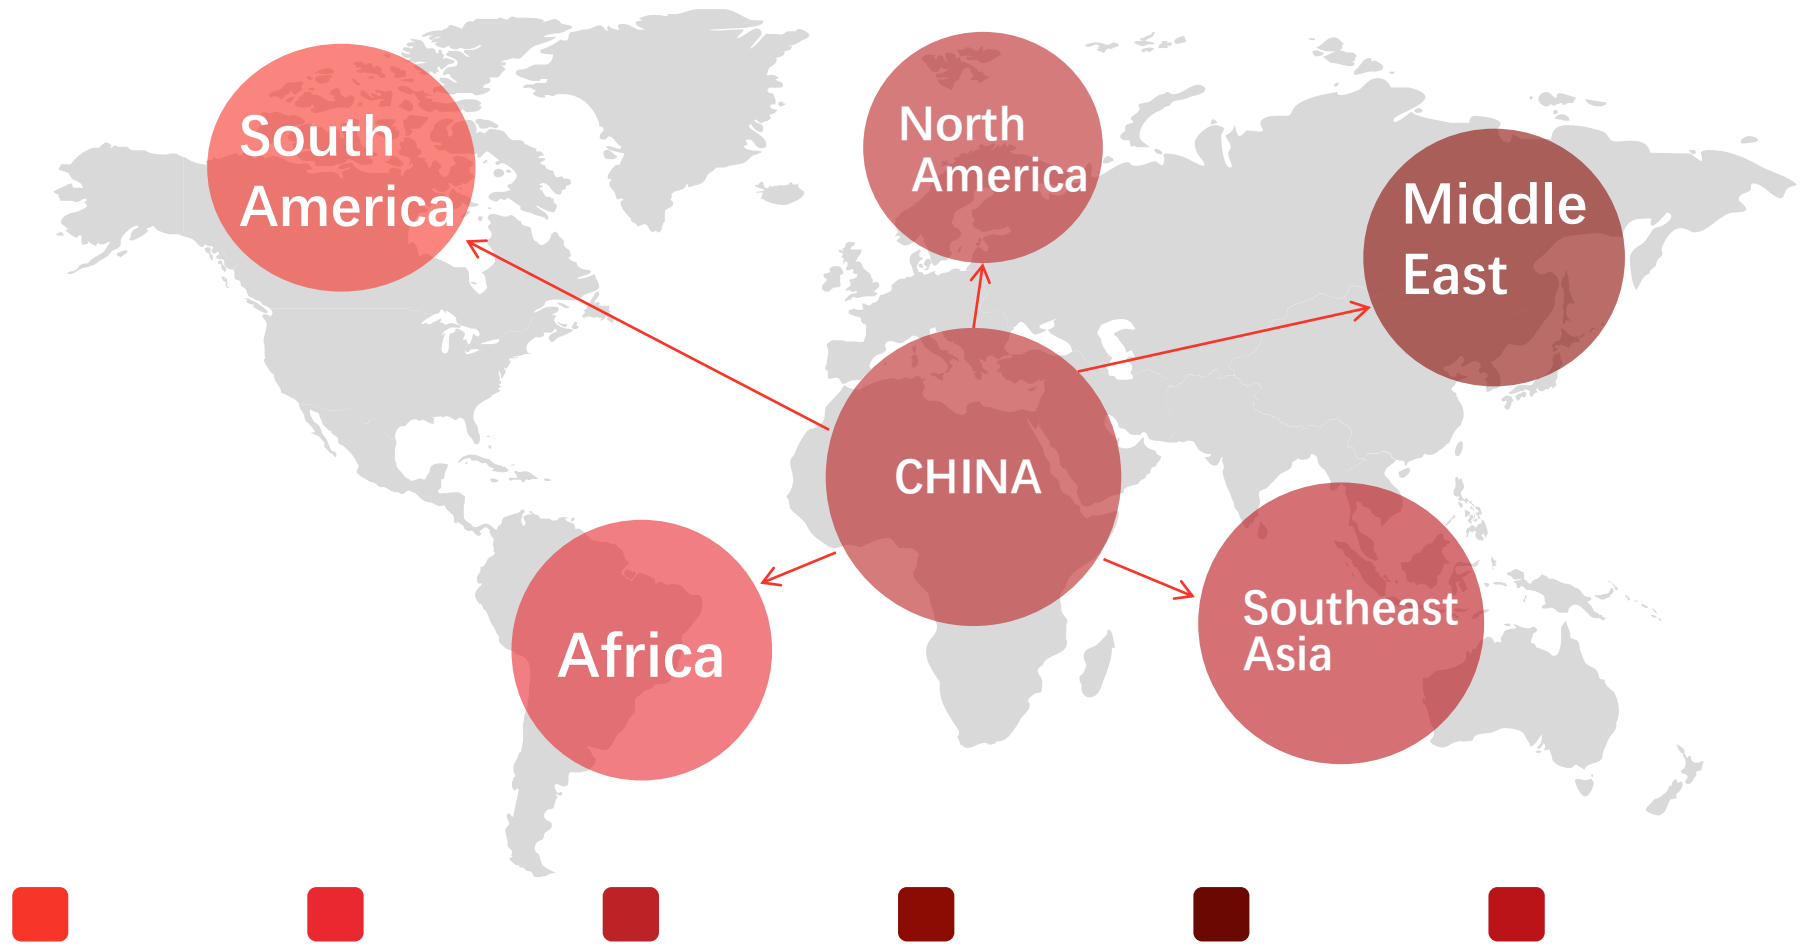 South
America
North
America
Middle
East
CHINA
Africa
Southeast
Asia